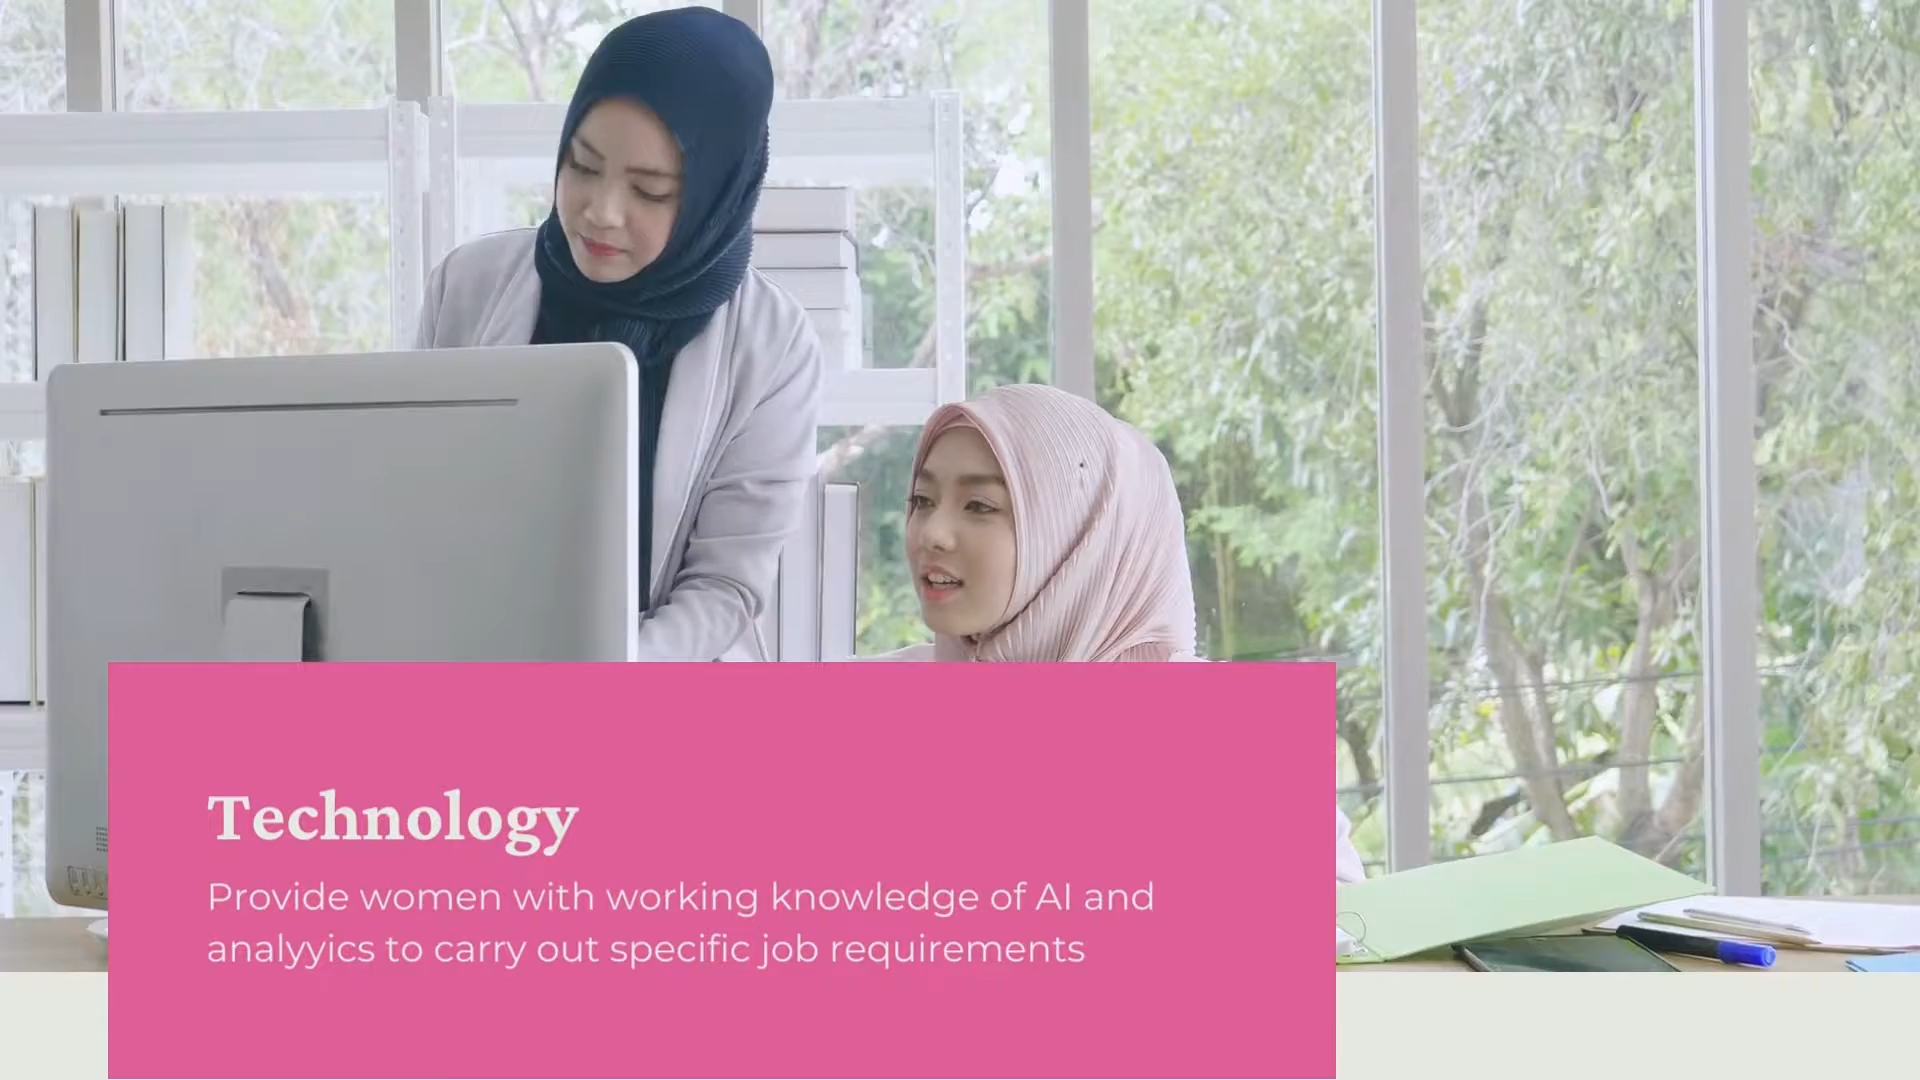 Technology
Provide women with working knowledge of AI and
analyyics to carry out specific job requirements